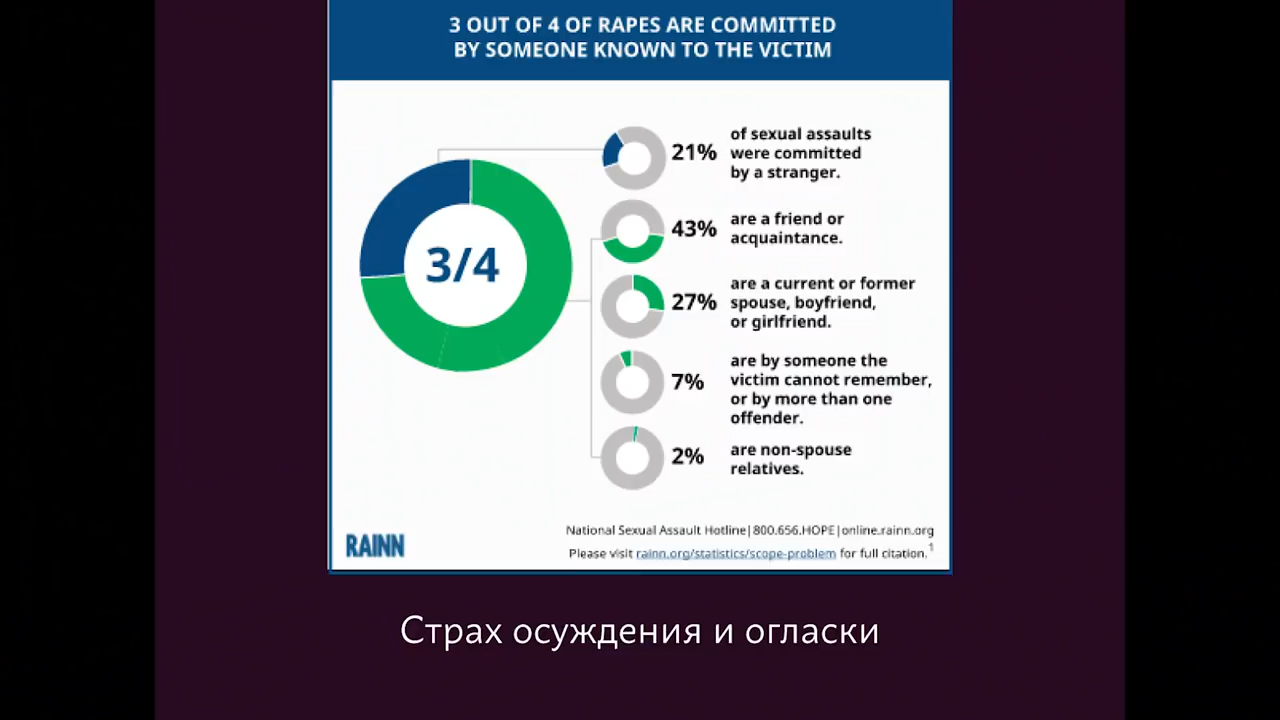 3 OUT OF 4 OF RAPES ARE COMMITTED
BY SOMEONE KNOWN TO THE VICTIM
3/4
21%
of sexual assaults
were committed
by a stranger.
43%
are a friend or
acquaintance.
27%
are a current or former
spouse, boyfriend,
or girlfriend.
7%
are by someone the
victim cannot remember,
or by more than one
offender.
2%
are non-spouse
relatives.
National Sexual Assault Hotline|800.656.HOPE|online.rainn.org
RAINN
Please visit rainn.org/statistics/scope-problem for full citation.1
Страх осуждения и огласки